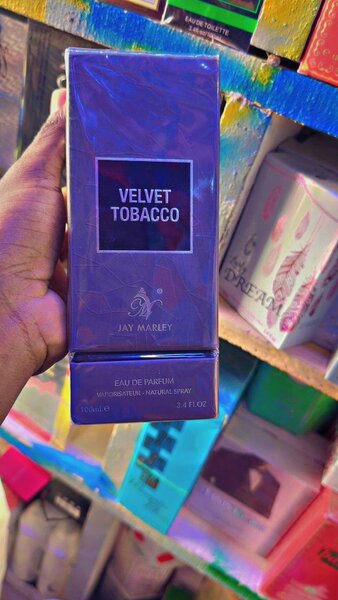 EAU DE TOILETTE
VELVET
TOBACCO
JAY MARLEY
EAU DE PARFUM
VAPORISATEUR - NATURAL SPRAY
100ml e
3.4 FL.OZ
DREAM